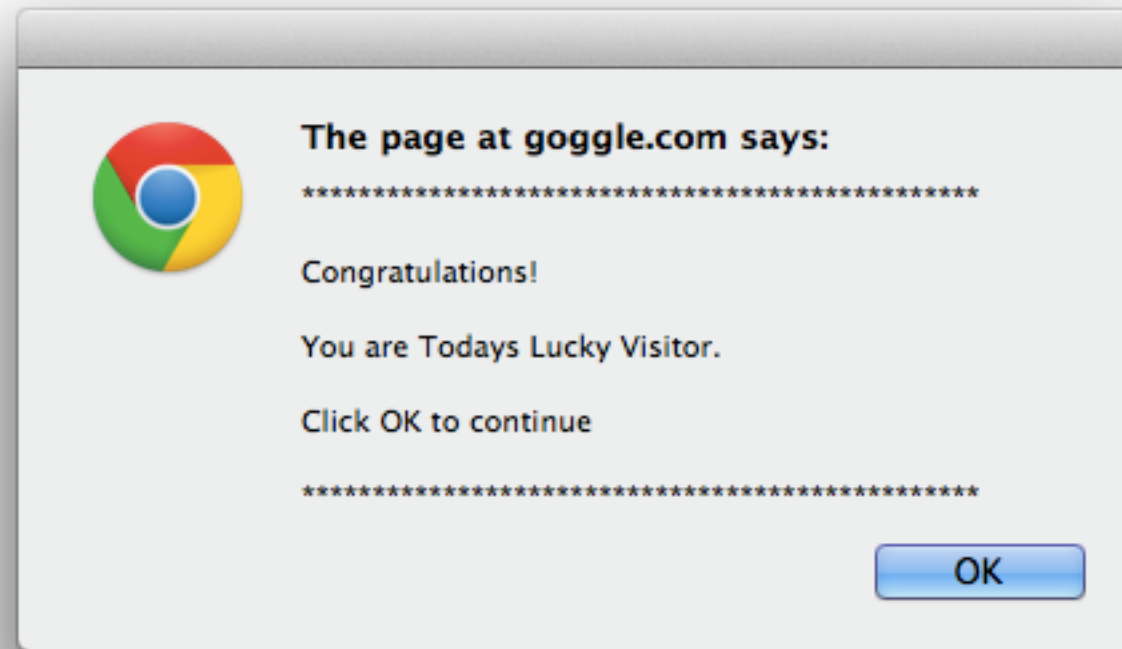 The page at goggle.com says:
************************************************
Congratulations!
You are Todays Lucky Visitor.
Click OK to continue
************************************************
OK